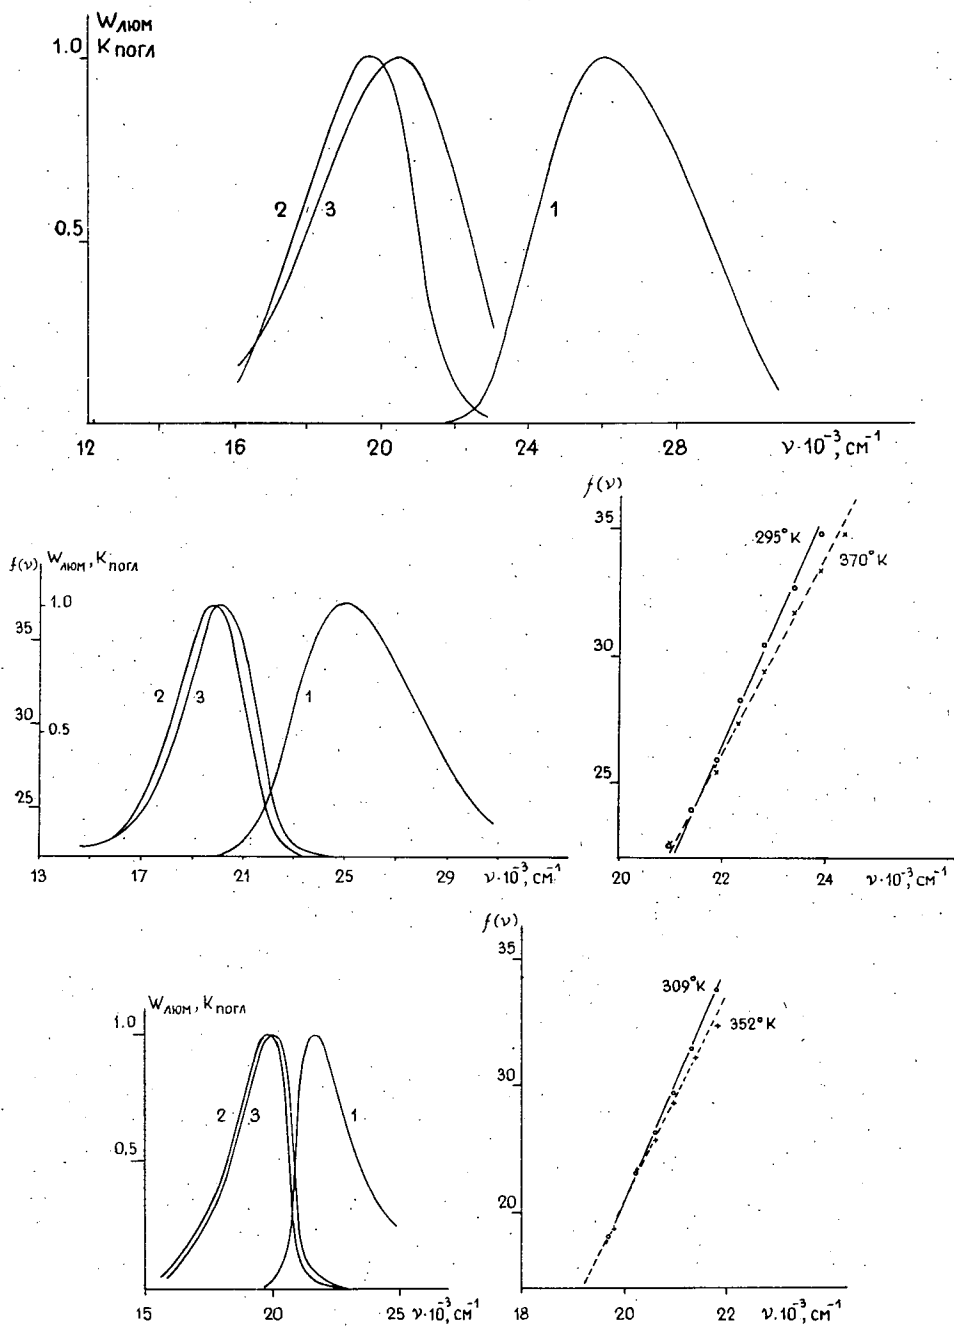 Wлюм
Kпогл
1.0
0.5
2 3 1
12 16 20 24 28 ν·10⁻³, см⁻¹
f(ν) Wлюм, Kпогл
1.0
35
30
0.5
25
2 3 1
13 17 21 25 29 ν·10⁻³, см⁻¹
f(ν)
35
30
25
295°K
370°K
20 22 24 ν·10⁻³, см⁻¹
Wлюм, Kпогл
1.0
0,5
2 3 1
15 20 25 ν·10⁻³, см⁻¹
f(ν)
35
30
20
309°K
352°K
18 20 22 ν·10⁻³, см⁻¹